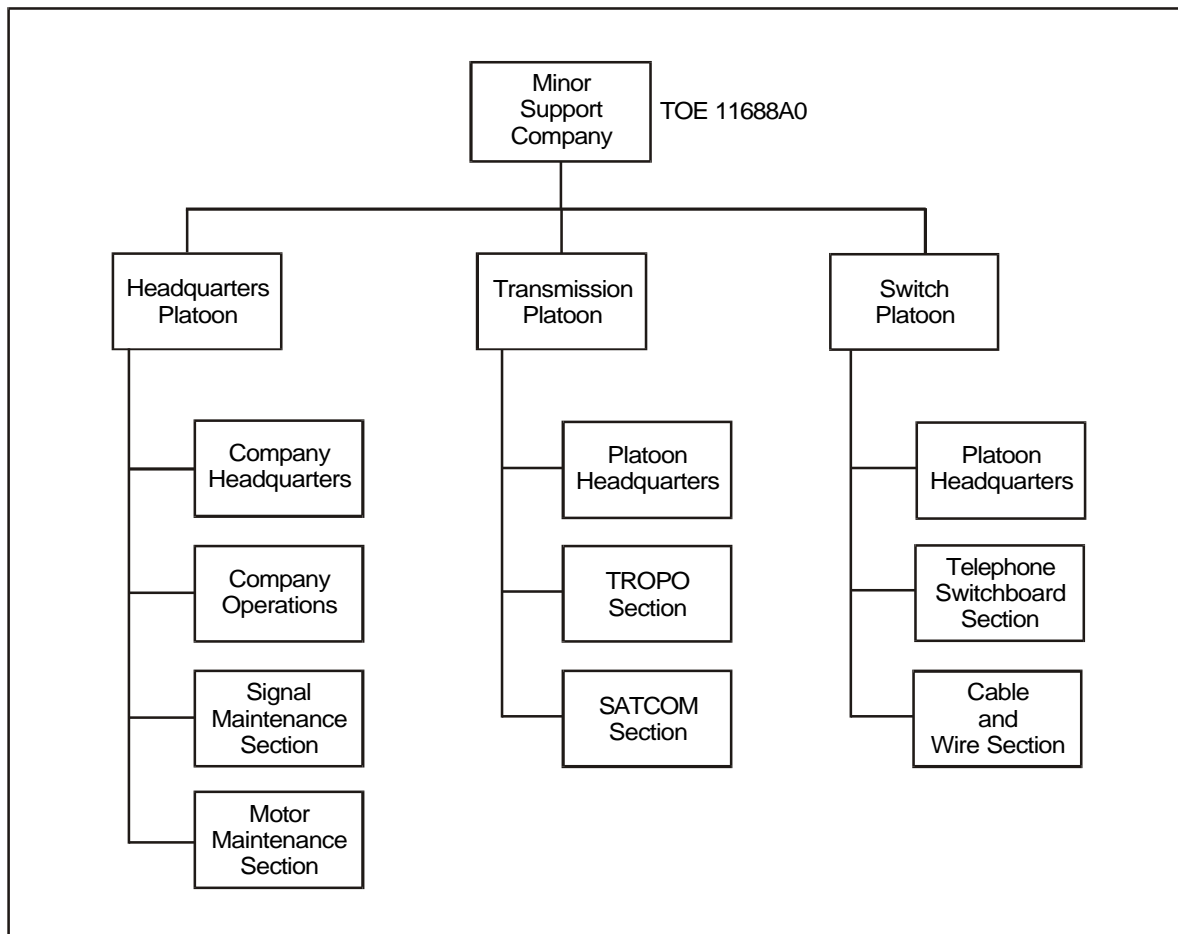 Minor
Support
Company
TOE 11688A0
Headquarters
Platoon
Transmission
Platoon
Switch
Platoon
Company
Headquarters
Platoon
Headquarters
Platoon
Headquarters
Company
Operations
TROPO
Section
Telephone
Switchboard
Section
Signal
Maintenance
Section
SATCOM
Section
Cable
and
Wire Section
Motor
Maintenance
Section